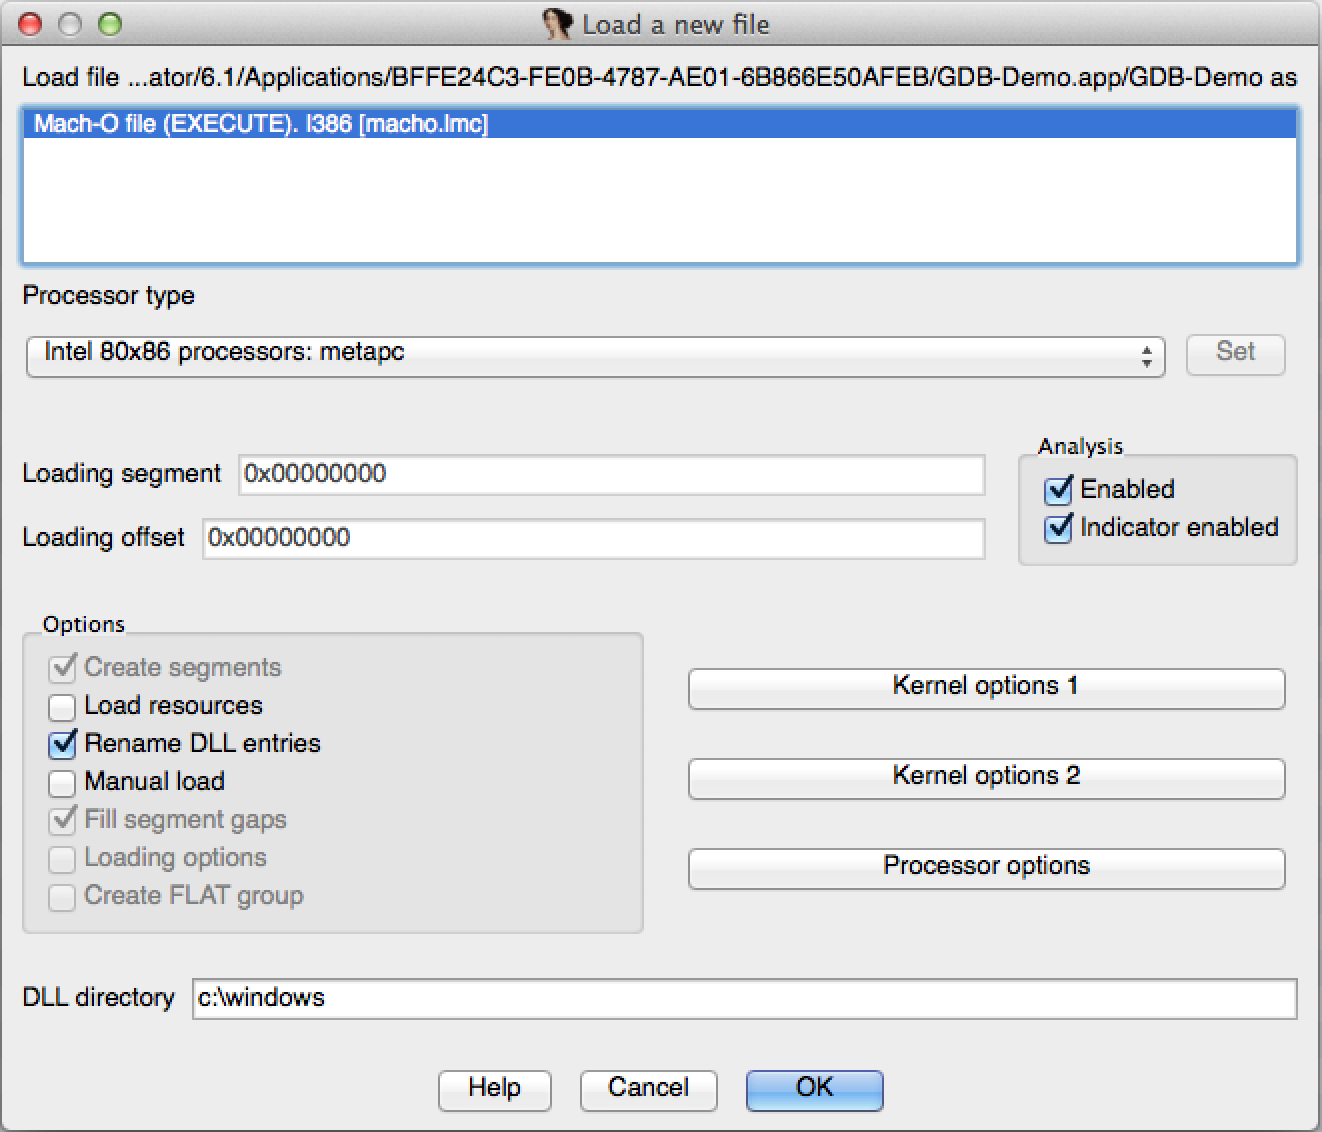 Load a new file
Load file ...ator/6.1/Applications/BFFE24C3-FE0B-4787-AE01-6B866E50AFEB/GDB-Demo.app/GDB-Demo as
Mach-O file (EXECUTE). I386 [macho.lmc]
Processor type
Intel 80x86 processors: metapc
Set
Loading segment 0x00000000
Loading offset 0x00000000
Analysis
Enabled
Indicator enabled
Options
Create segments
Load resources
Rename DLL entries
Manual load
Fill segment gaps
Loading options
Create FLAT group
Kernel options 1
Kernel options 2
Processor options
DLL directory c:\windows
Help Cancel OK